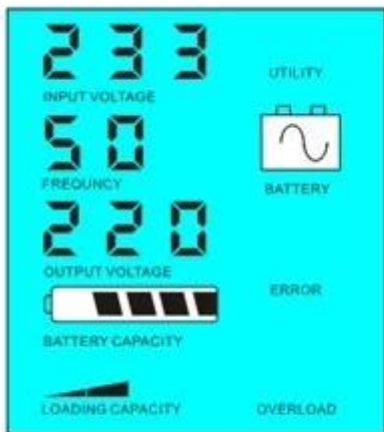 233
UTILITY
INPUT VOLTAGE
50
FREQUNCY
BATTERY
220
OUTPUT VOLTAGE
ERROR
BATTERY CAPACITY
LOADING CAPACITY
OVERLOAD